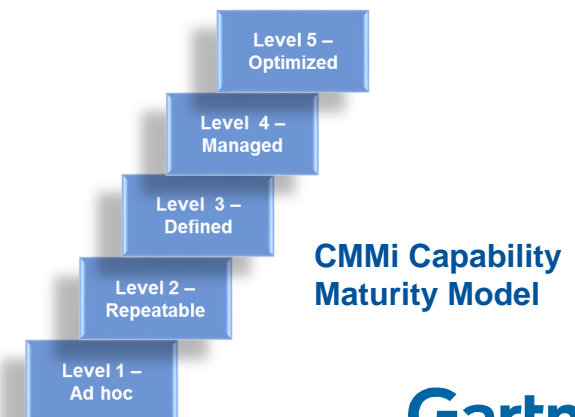 Level 5 –
Optimized
Level 4 –
Managed
Level 3 –
Defined
CMMi Capability
Maturity Model
Level 2 –
Repeatable
Level 1 –
Ad hoc